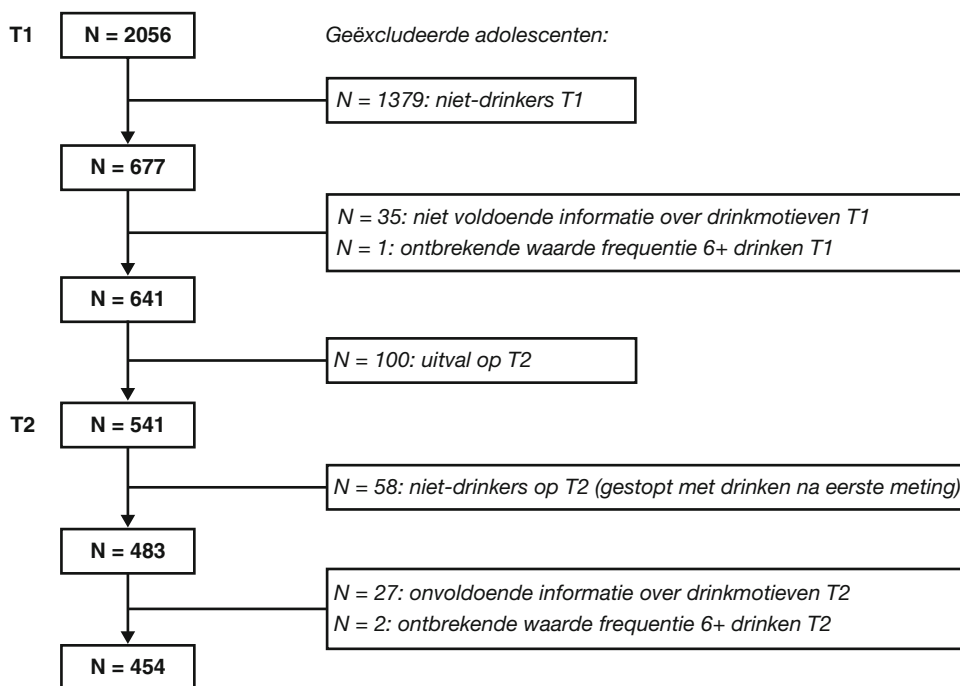 T1 N = 2056 Geëxcludeerde adolescenten:
N = 1379: niet-drinkers T1
N = 677
N = 35: niet voldoende informatie over drinkmotieven T1
N = 1: ontbrekende waarde frequentie 6+ drinken T1
N = 641
N = 100: uitval op T2
T2 N = 541
N = 58: niet-drinkers op T2 (gestopt met drinken na eerste meting)
N = 483
N = 27: onvoldoende informatie over drinkmotieven T2
N = 2: ontbrekende waarde frequentie 6+ drinken T2
N = 454